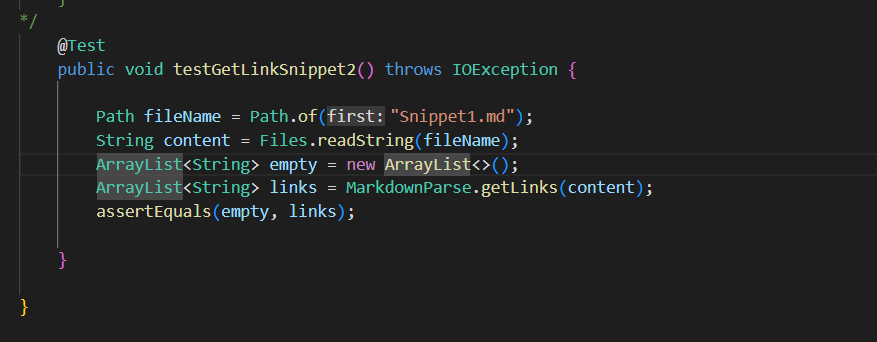 }
*/
@Test
public void testGetLinkSnippet2() throws IOException {
Path fileName = Path.of(first: "Snippet1.md");
String content = Files.readString(fileName);
ArrayList<String> empty = new ArrayList<>();
ArrayList<String> links = MarkdownParse.getLinks(content);
assertEquals(empty, links);
}
}